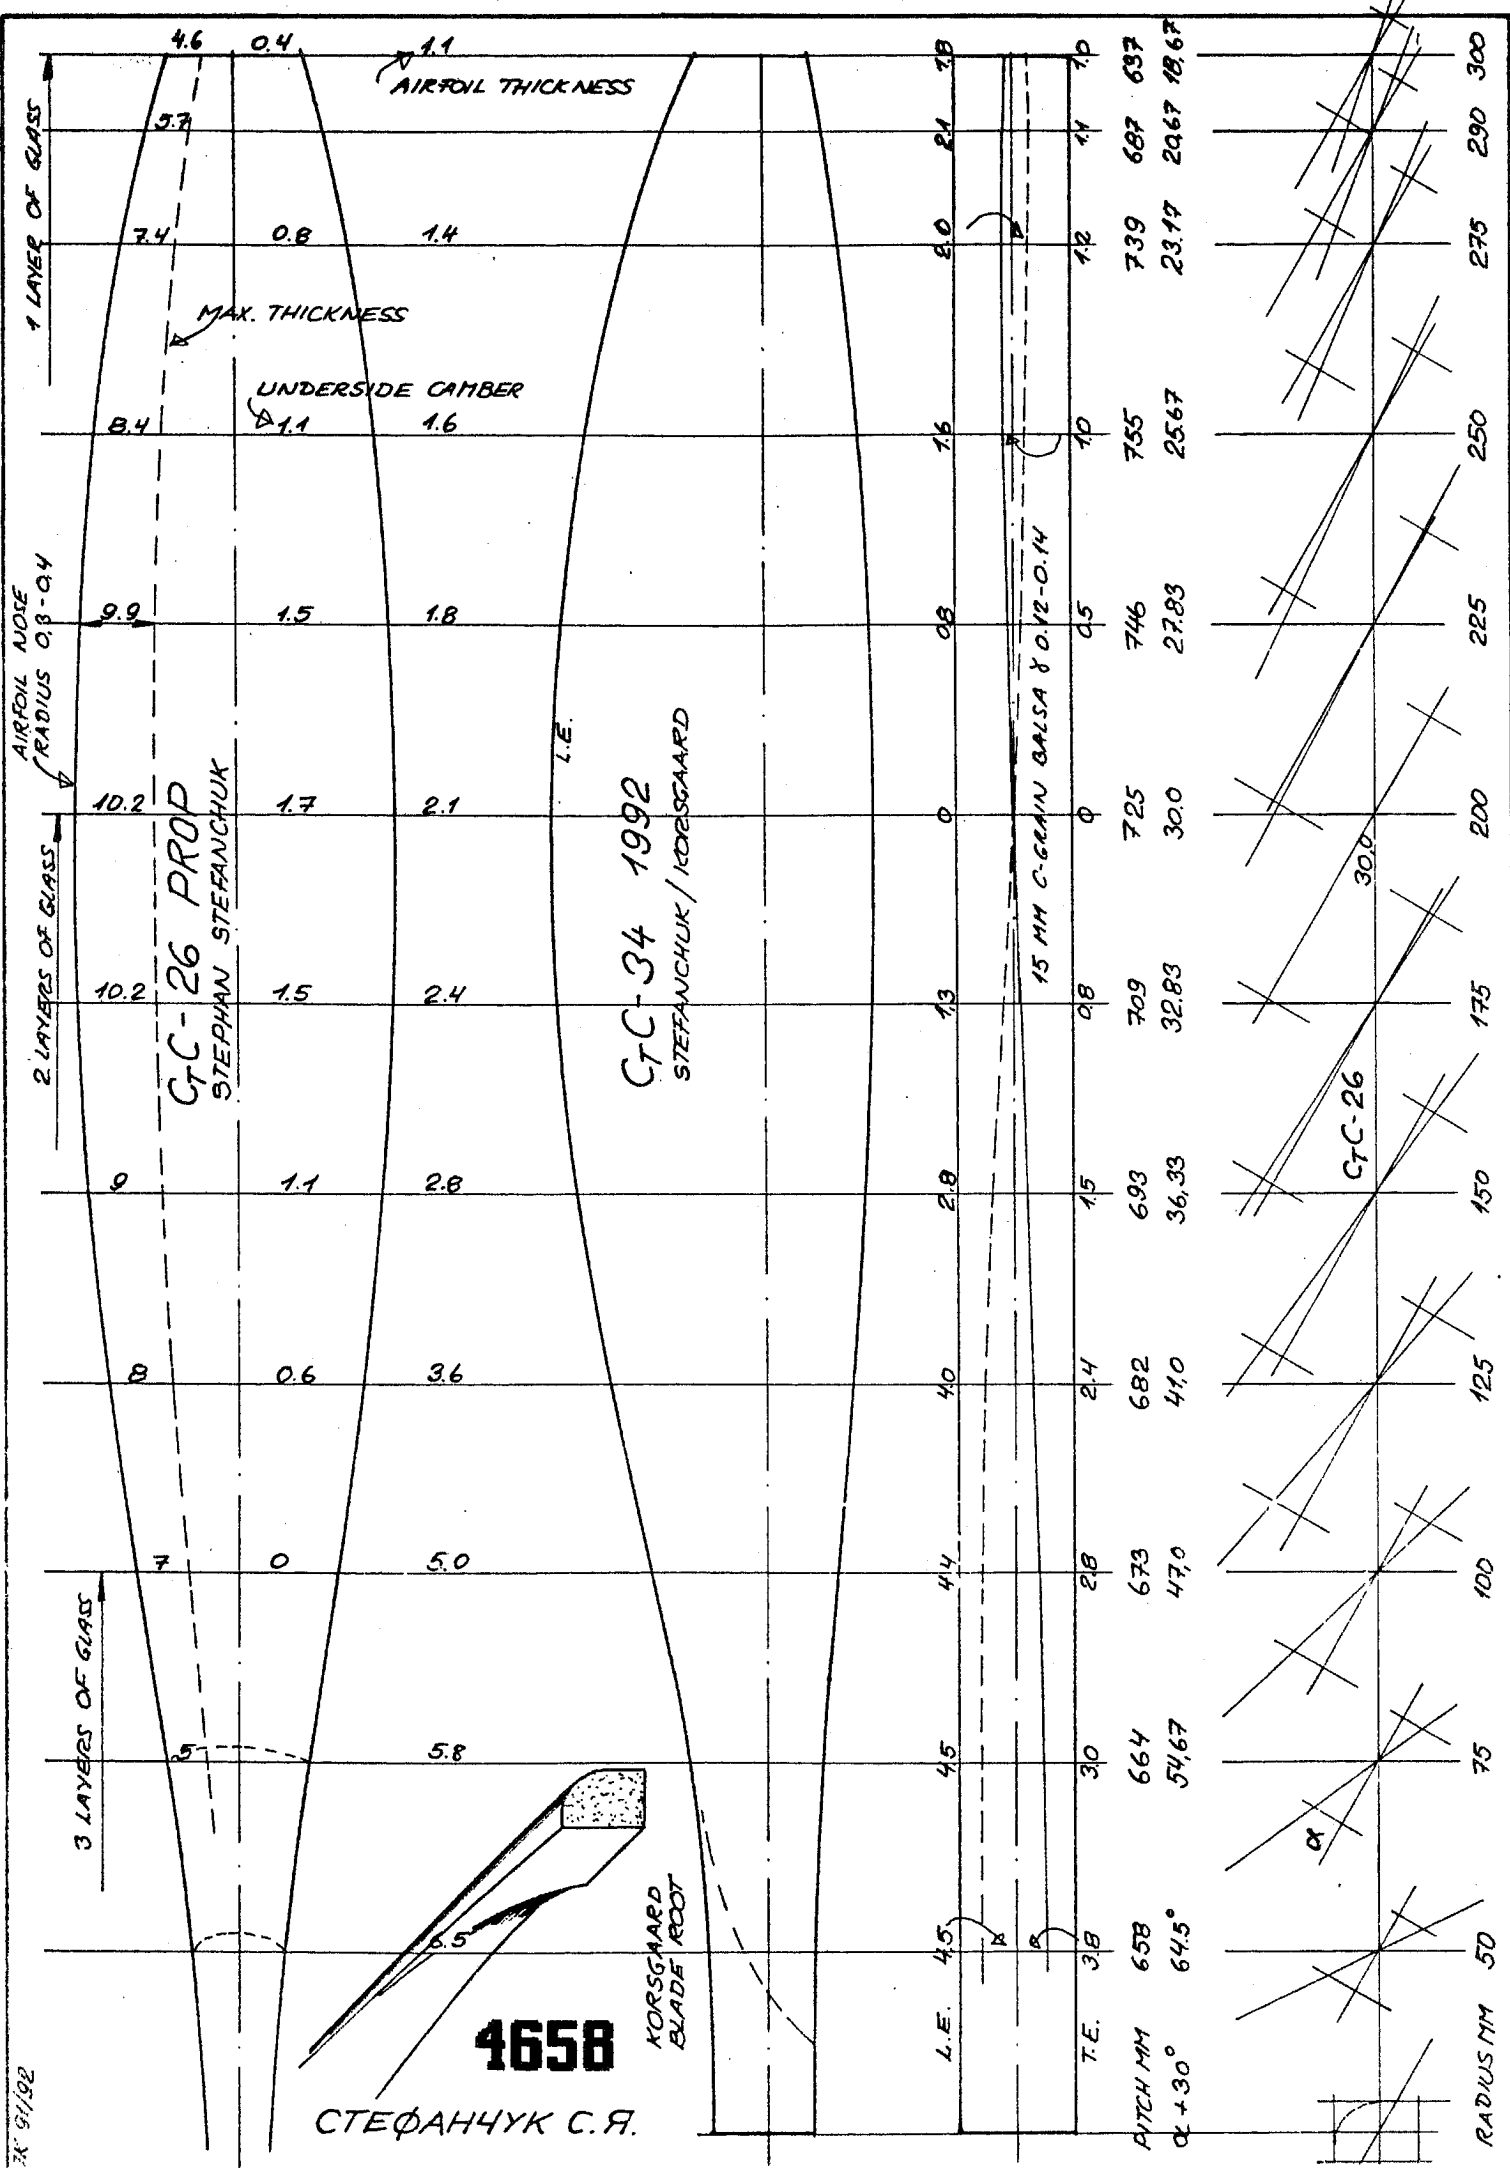 4.6 0.4 1.1
AIRFOIL THICKNESS
5.7
7.4 0.8 1.4
MAX. THICKNESS
UNDERSIDE CAMBER
8.4 1.1 1.6
9.9 1.5 1.8
10.2 1.7 2.1
10.2 1.5 2.4
9 1.1 2.8
8 0.6 3.6
7 0 5.0
5 5.8
6.5
1 LAYER OF GLASS
AIRFOIL NOSE
RADIUS 0,3-0,4
2 LAYERS OF GLASS
3 LAYERS OF GLASS
CTC-26 PROP
STEPHAN STEFANCHUK
L.E.
CTC-34 1992
STEFANCHUK / KORSGAARD
KORSGAARD
BLADE ROOT
4658
СТЕФАНЧУК С.Я.
L.E. 4.5 4.5 4.4 4.0 2.8 1.3 0 0.8 1.6 2.0 2.1 1.8
15 MM C-GRAIN BALSA γ 0.12-0.14
T.E. 3.8 3.0 2.8 2.4 1.5 0.8 0 0.5 1.0 1.2 1.1 1.0
PITCH MM 658 664 673 682 693 709 725 746 755 739 687 637
α+30° 64.5° 54,67 47,0 41,0 36,33 32.83 30.0 27.83 25.67 23.17 20,67 18,67
α
CTC-26
30,0
RADIUS MM 50 75 100 125 150 175 200 225 250 275 290 300
91/92